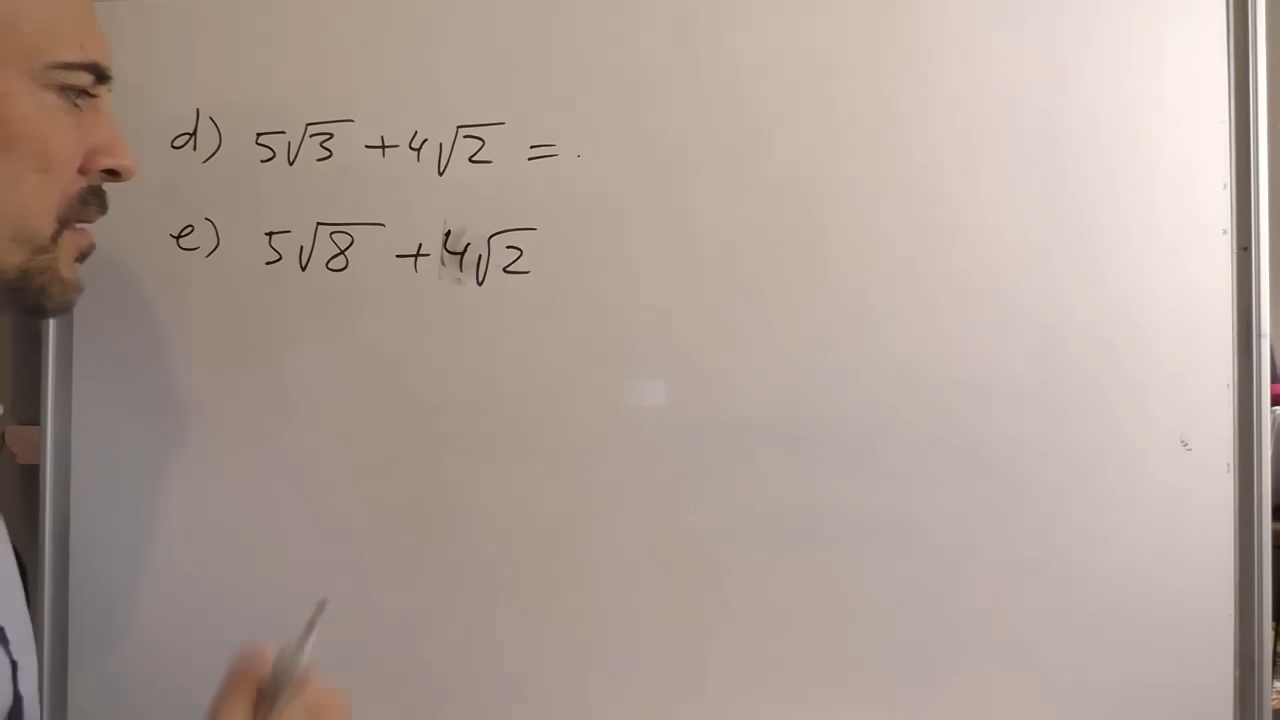 d) 5√3 + 4√2 = .
e) 5√8 + 4√2